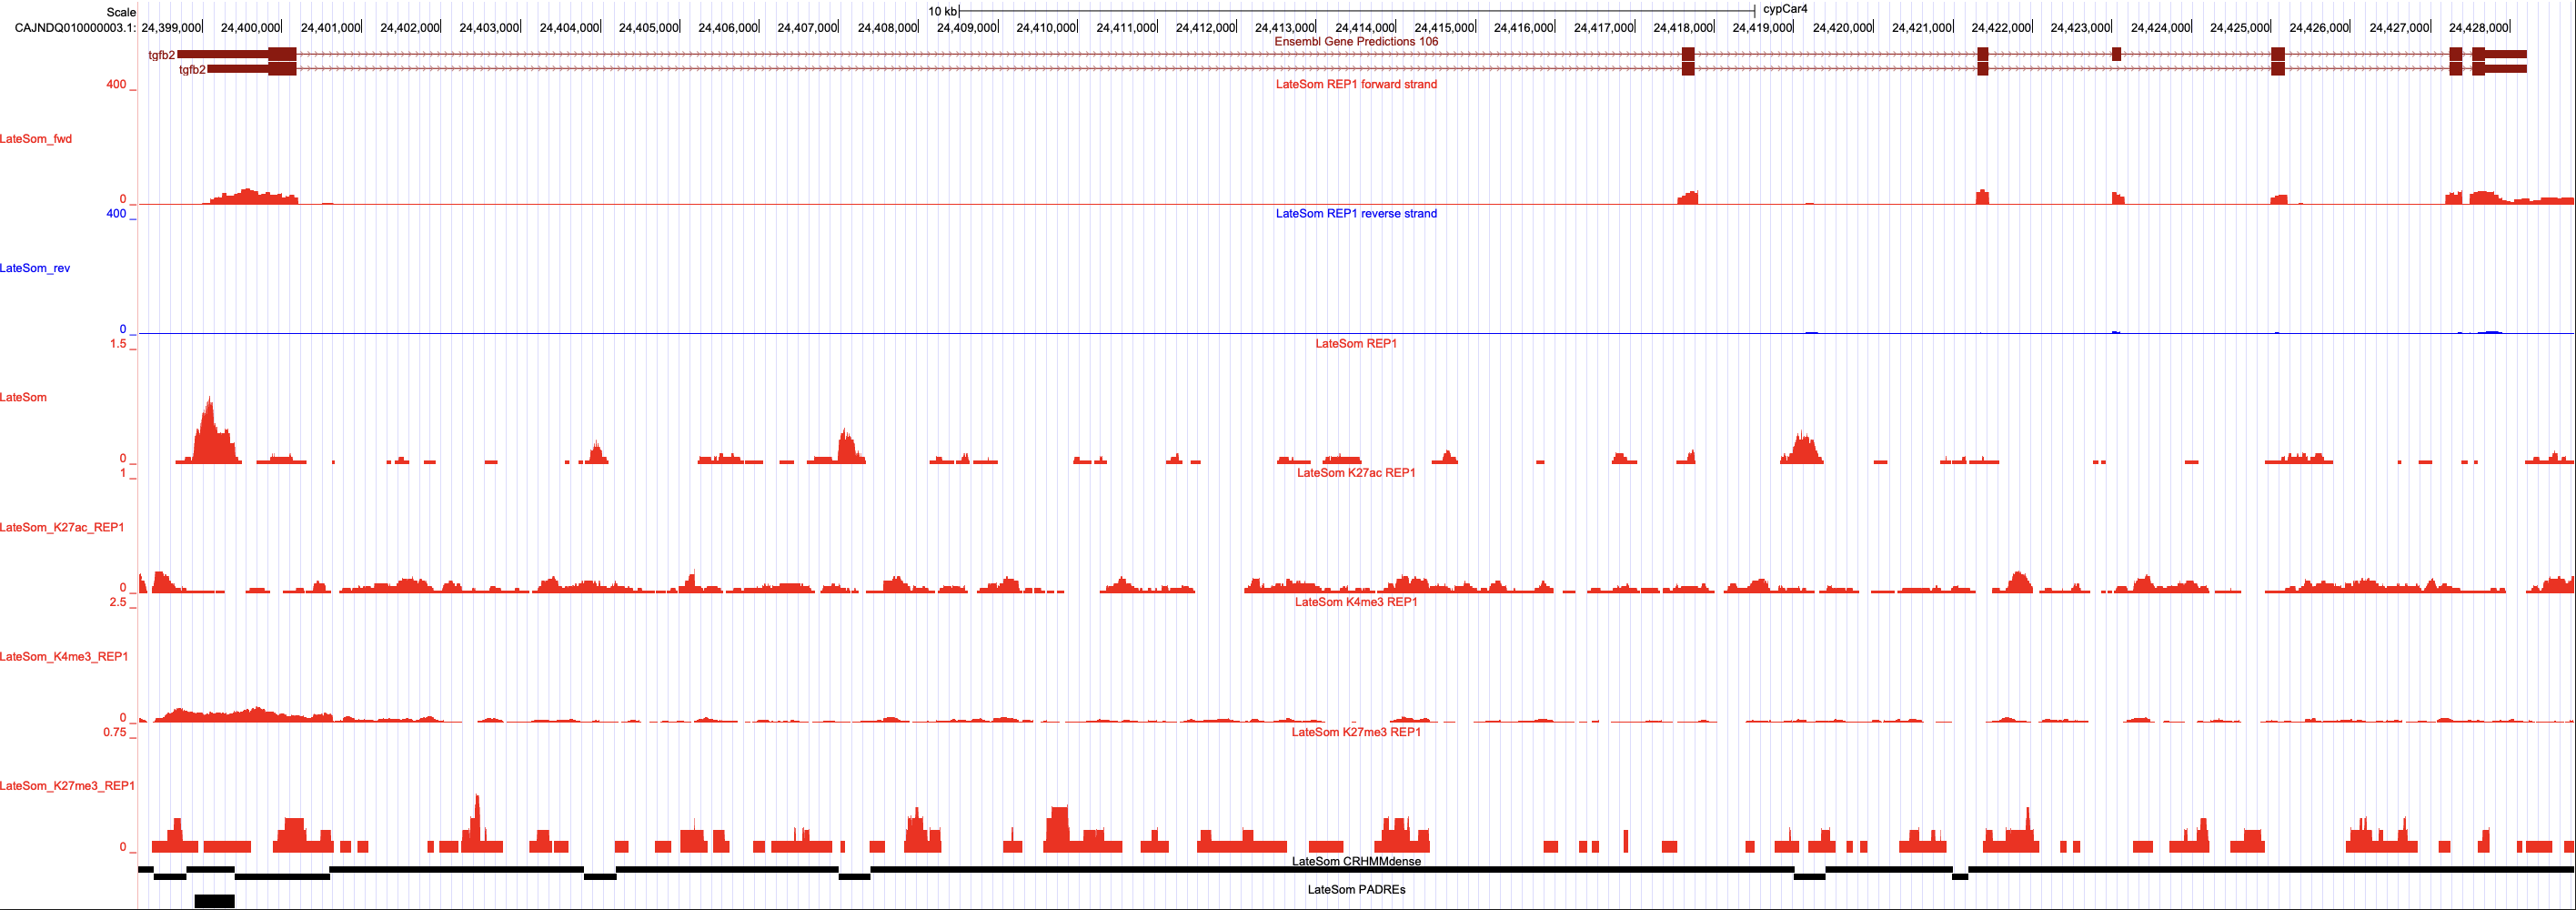 Scale 10 kb cypCar4
CAJNDQ010000003.1: 24,399,000 24,400,000 24,401,000 24,402,000 24,403,000 24,404,000 24,405,000 24,406,000 24,407,000 24,408,000 24,409,000 24,410,000 24,411,000 24,412,000 24,413,000 24,414,000 24,415,000 24,416,000 24,417,000 24,418,000 24,419,000 24,420,000 24,421,000 24,422,000 24,423,000 24,424,000 24,425,000 24,426,000 24,427,000 24,428,000
Ensembl Gene Predictions 106
tgfb2
tgfb2
400 LateSom REP1 forward strand
LateSom_fwd
0
400 LateSom REP1 reverse strand
LateSom_rev
0
1.5 LateSom REP1
LateSom
0
1 LateSom K27ac REP1
LateSom_K27ac_REP1
0
2.5 LateSom K4me3 REP1
LateSom_K4me3_REP1
0
0.75 LateSom K27me3 REP1
LateSom_K27me3_REP1
0
LateSom CRHMMdense
LateSom PADREs